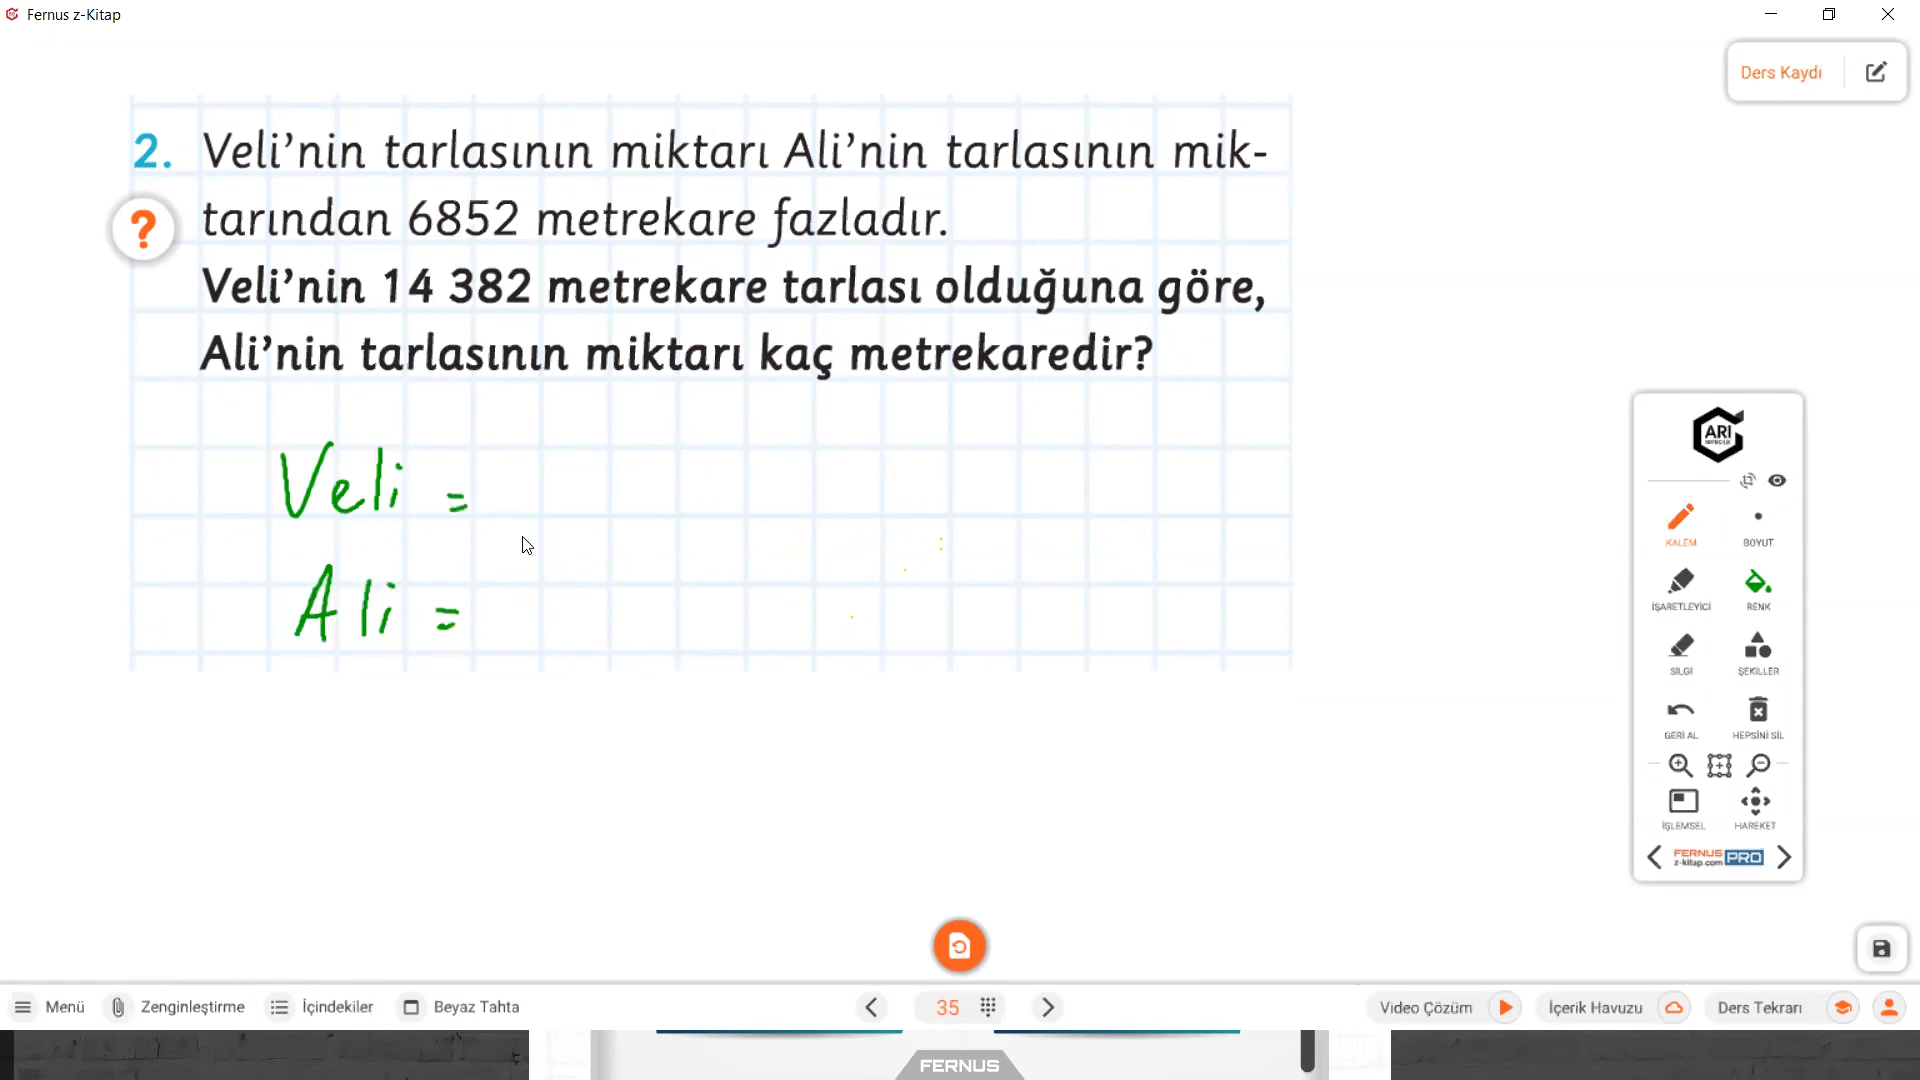 Fernus z-Kitap
Ders Kaydı
2. Veli’nin tarlasının miktarı Ali’nin tarlasının mik-
tarından 6852 metrekare fazladır.
?
Veli’nin 14 382 metrekare tarlası olduğuna göre,
Ali’nin tarlasının miktarı kaç metrekaredir?
Veli =
Ali =
ARI
KALEM
BOYUT
İŞARETLEYİCİ
RENK
SİLGİ
ŞEKİLLER
GERİ AL
HEPSİNİ SİL
İŞLEMSEL
HAREKET
FERNUS
z-kitap.com
PRO
Menü
Zenginleştirme
İçindekiler
Beyaz Tahta
35
Video Çözüm
İçerik Havuzu
Ders Tekrarı
FERNUS